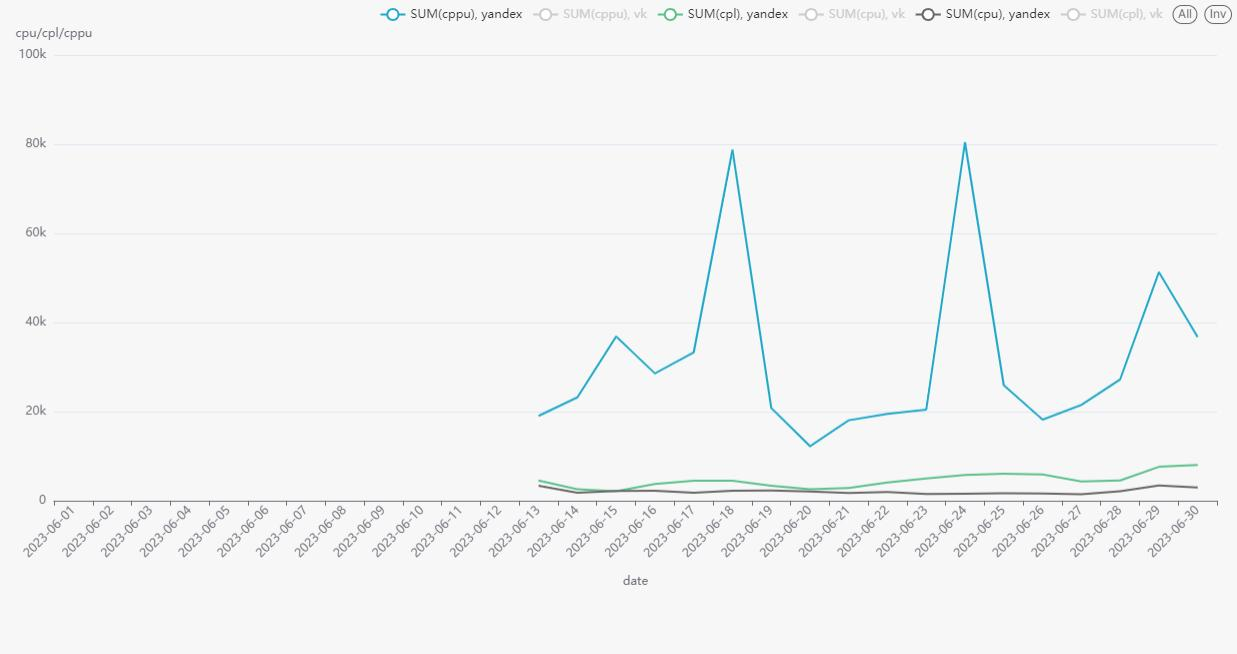 SUM(cppu), yandex SUM(cppu), vk SUM(cpl), yandex SUM(cpu), vk SUM(cpu), yandex SUM(cpl), vk All Inv
cpu/cpl/cppu
100k
80k
60k
40k
20k
0
2023-06-01 2023-06-02 2023-06-03 2023-06-04 2023-06-05 2023-06-06 2023-06-07 2023-06-08 2023-06-09 2023-06-10 2023-06-11 2023-06-12 2023-06-13 2023-06-14 2023-06-15 2023-06-16 2023-06-17 2023-06-18 2023-06-19 2023-06-20 2023-06-21 2023-06-22 2023-06-23 2023-06-24 2023-06-25 2023-06-26 2023-06-27 2023-06-28 2023-06-29 2023-06-30
date